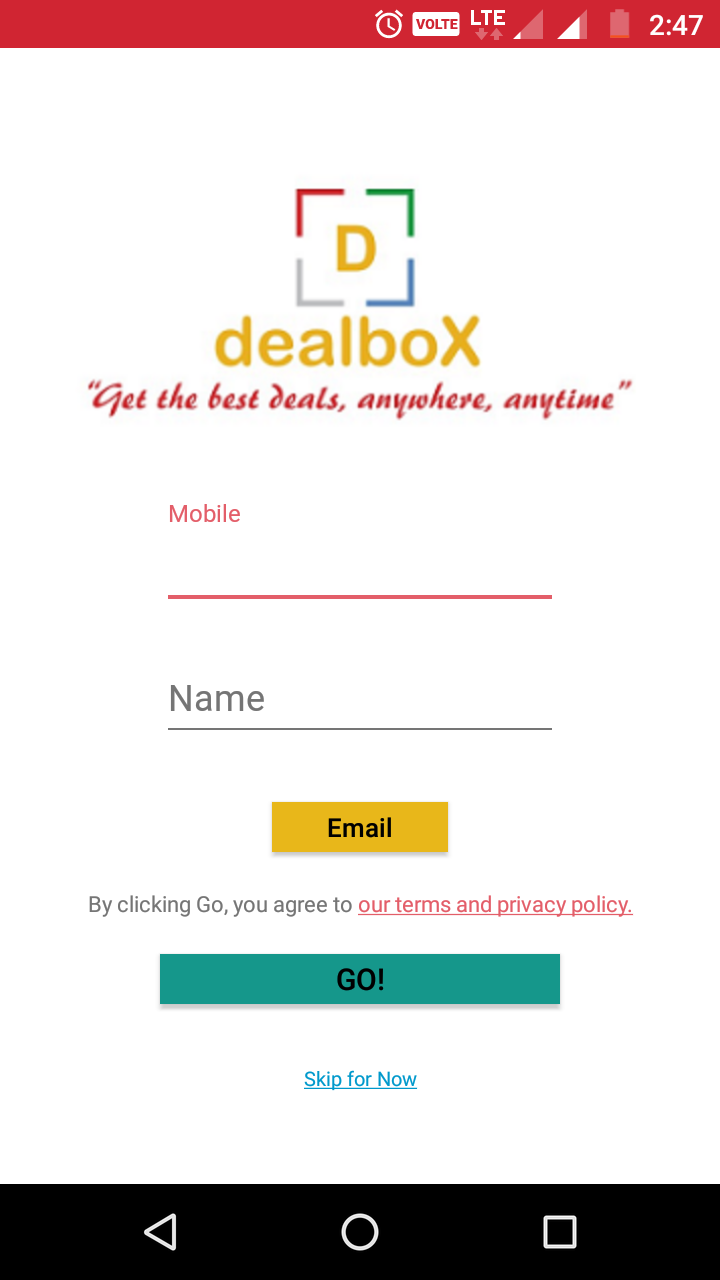 VOLTE LTE 2:47
D
dealboX
“Get the best deals, anywhere, anytime”
Mobile
Name
Email
By clicking Go, you agree to our terms and privacy policy.
GO!
Skip for Now